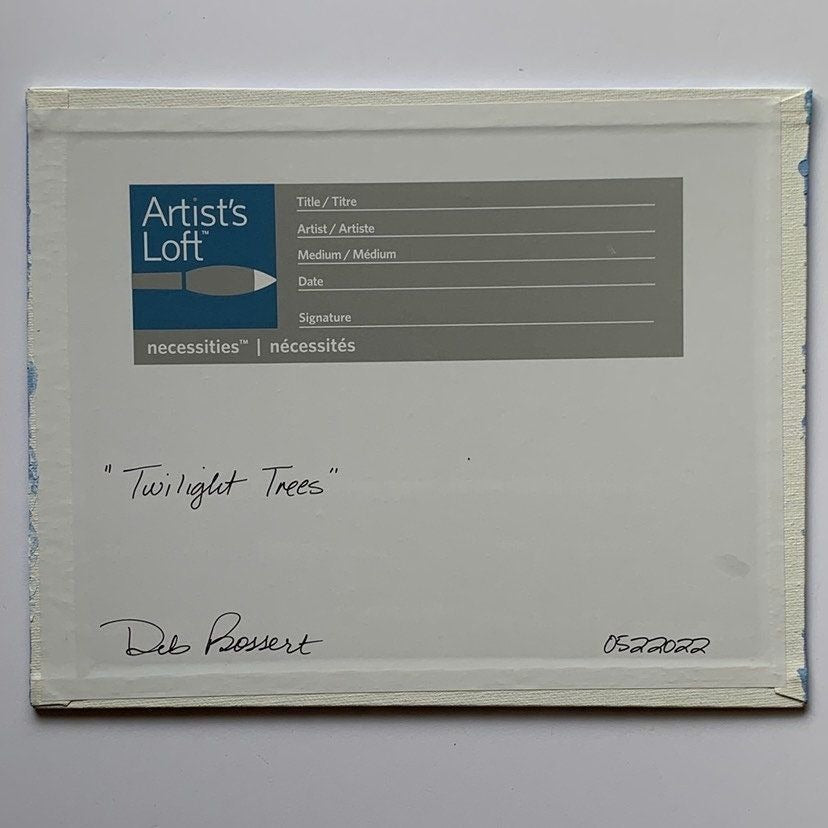 Artist's
Loft™
Title / Titre
Artist / Artiste
Medium / Médium
Date
Signature
necessities™ | nécessités
"Twilight Trees"
Deb Bossert
05222022